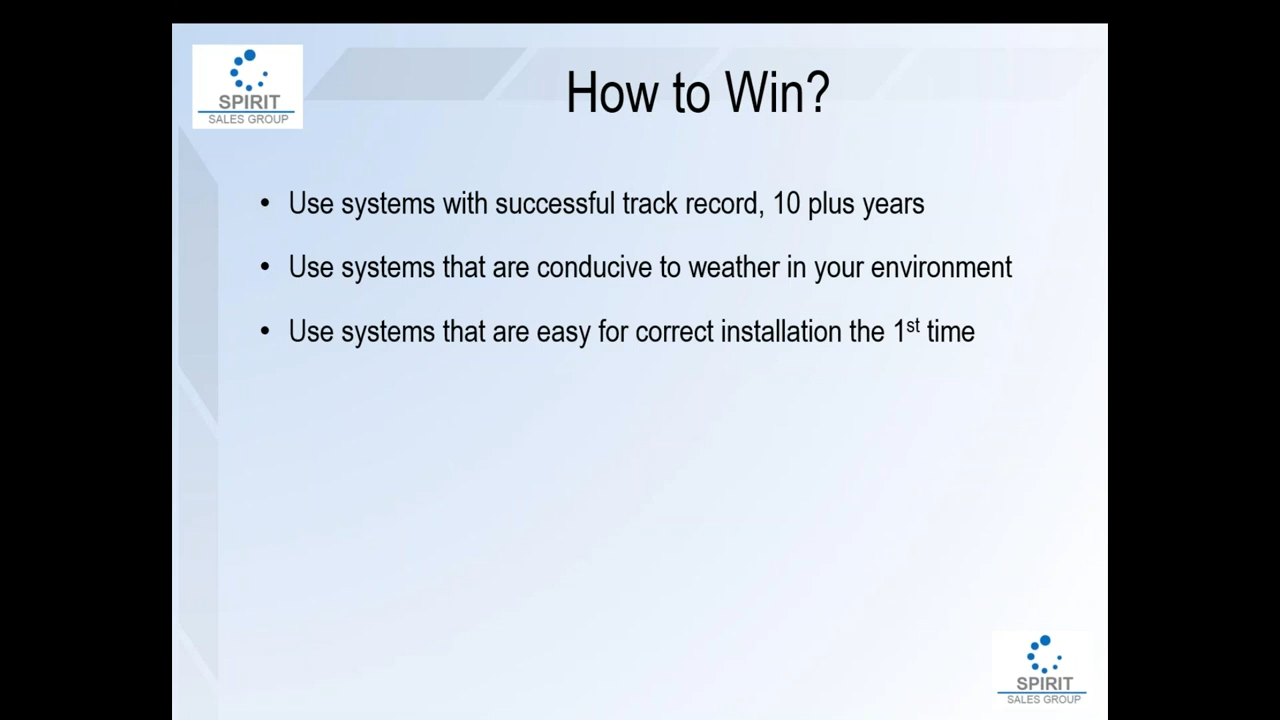 SPIRIT
SALES GROUP
How to Win?
• Use systems with successful track record, 10 plus years
• Use systems that are conducive to weather in your environment
• Use systems that are easy for correct installation the 1st time
SPIRIT
SALES GROUP